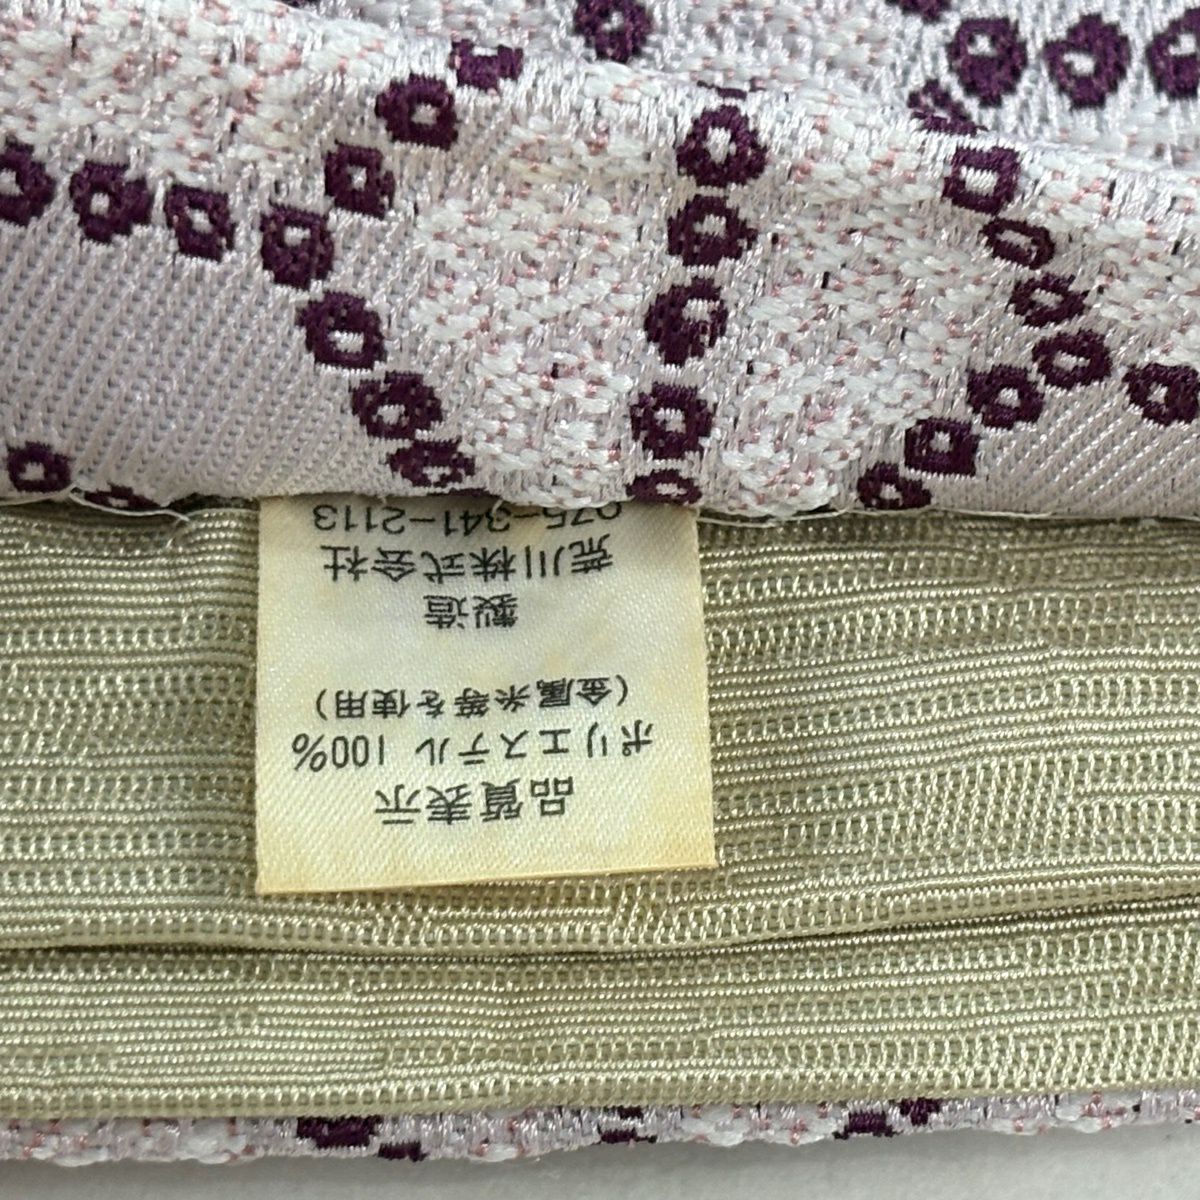 品質表示
ポリエステル 100%
(金属糸等を使用)
製造
荒川株式会社
075-341-2113